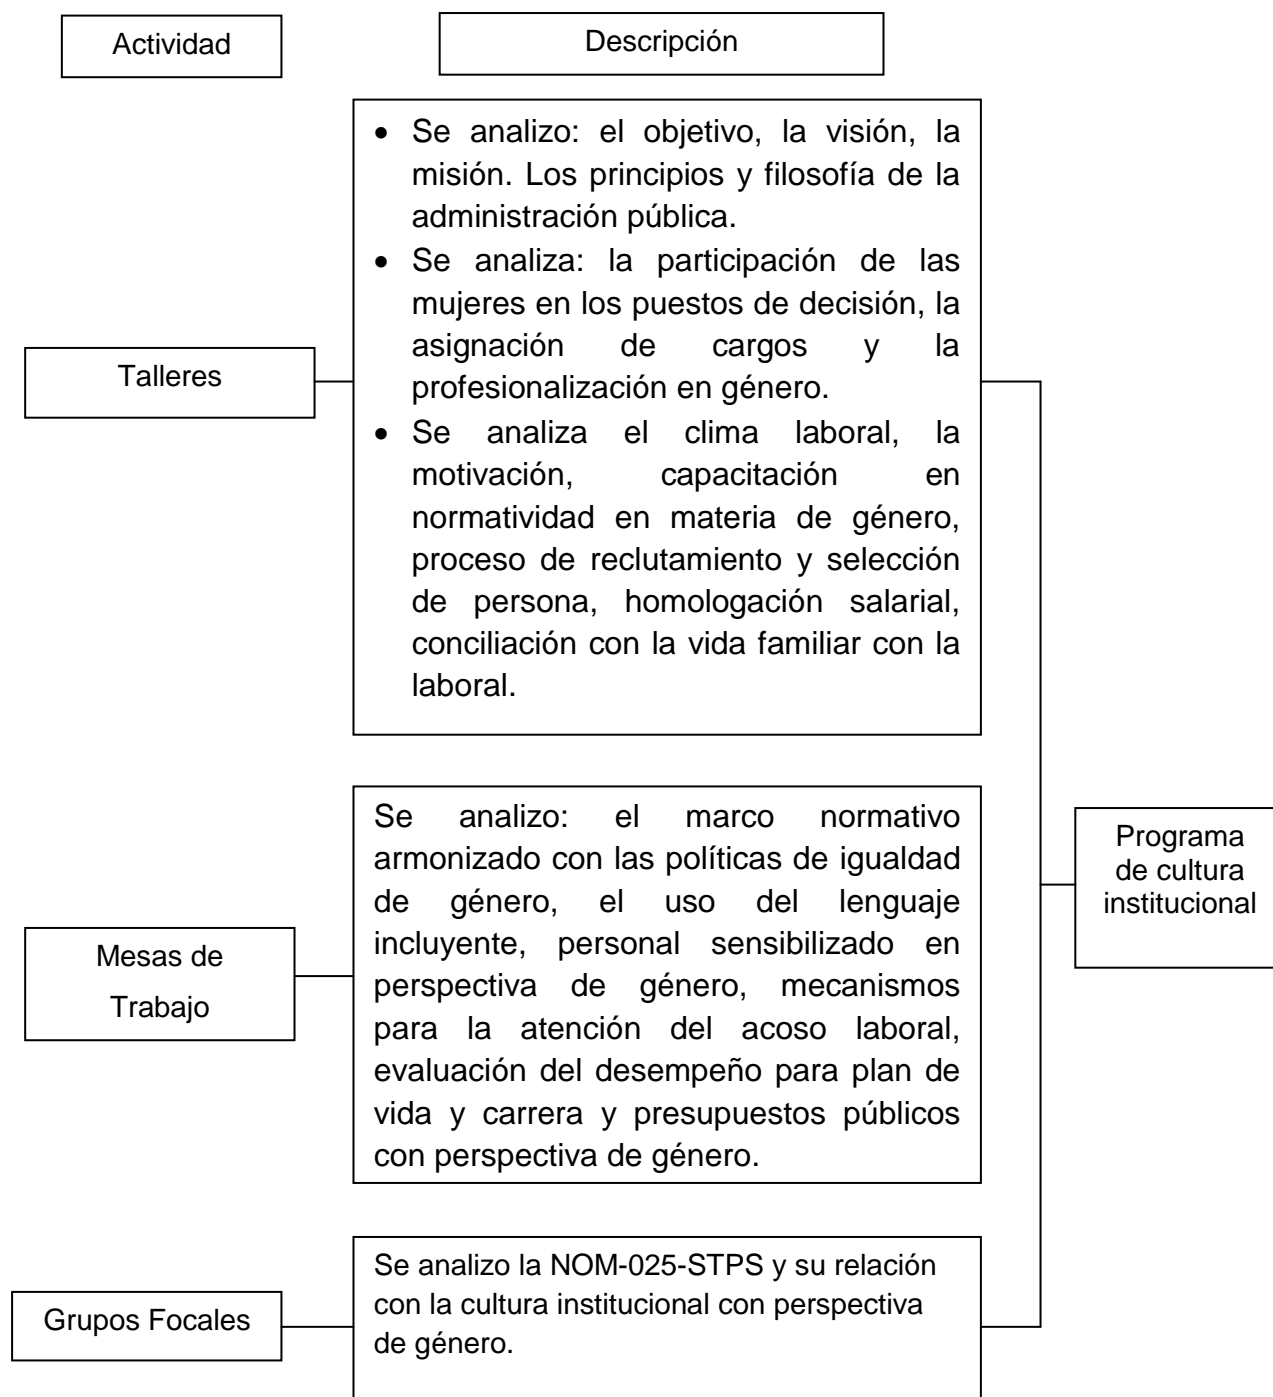 Actividad
Descripción
Talleres
• Se analizo: el objetivo, la visión, la
misión. Los principios y filosofía de la
administración pública.
• Se analiza: la participación de las
mujeres en los puestos de decisión, la
asignación de cargos y la
profesionalización en género.
• Se analiza el clima laboral, la
motivación, capacitación en
normatividad en materia de género,
proceso de reclutamiento y selección
de persona, homologación salarial,
conciliación con la vida familiar con la
laboral.
Mesas de
Trabajo
Se analizo: el marco normativo
armonizado con las políticas de igualdad
de género, el uso del lenguaje
incluyente, personal sensibilizado en
perspectiva de género, mecanismos
para la atención del acoso laboral,
evaluación del desempeño para plan de
vida y carrera y presupuestos públicos
con perspectiva de género.
Grupos Focales
Se analizo la NOM-025-STPS y su relación
con la cultura institucional con perspectiva
de género.
Programa
de cultura
institucional